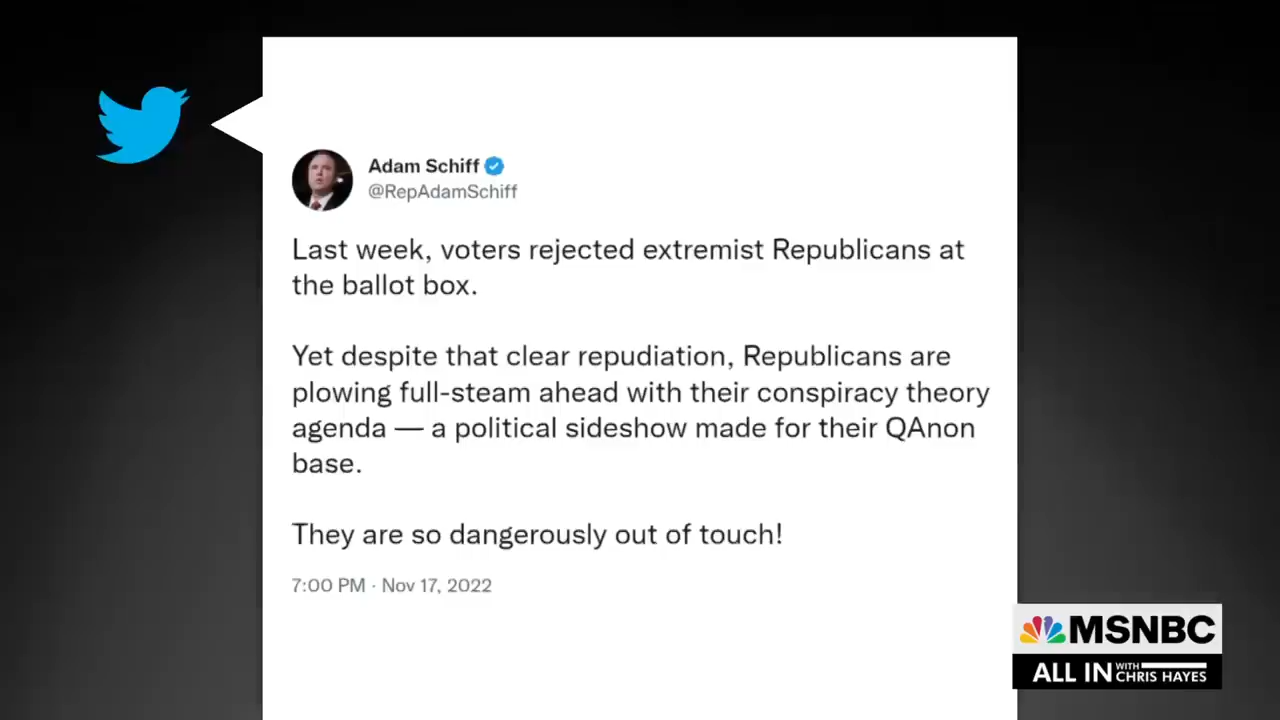 Adam Schiff
@RepAdamSchiff
Last week, voters rejected extremist Republicans at
the ballot box.
Yet despite that clear repudiation, Republicans are
plowing full-steam ahead with their conspiracy theory
agenda — a political sideshow made for their QAnon
base.
They are so dangerously out of touch!
7:00 PM · Nov 17, 2022
MSNBC
ALL IN WITH CHRIS HAYES